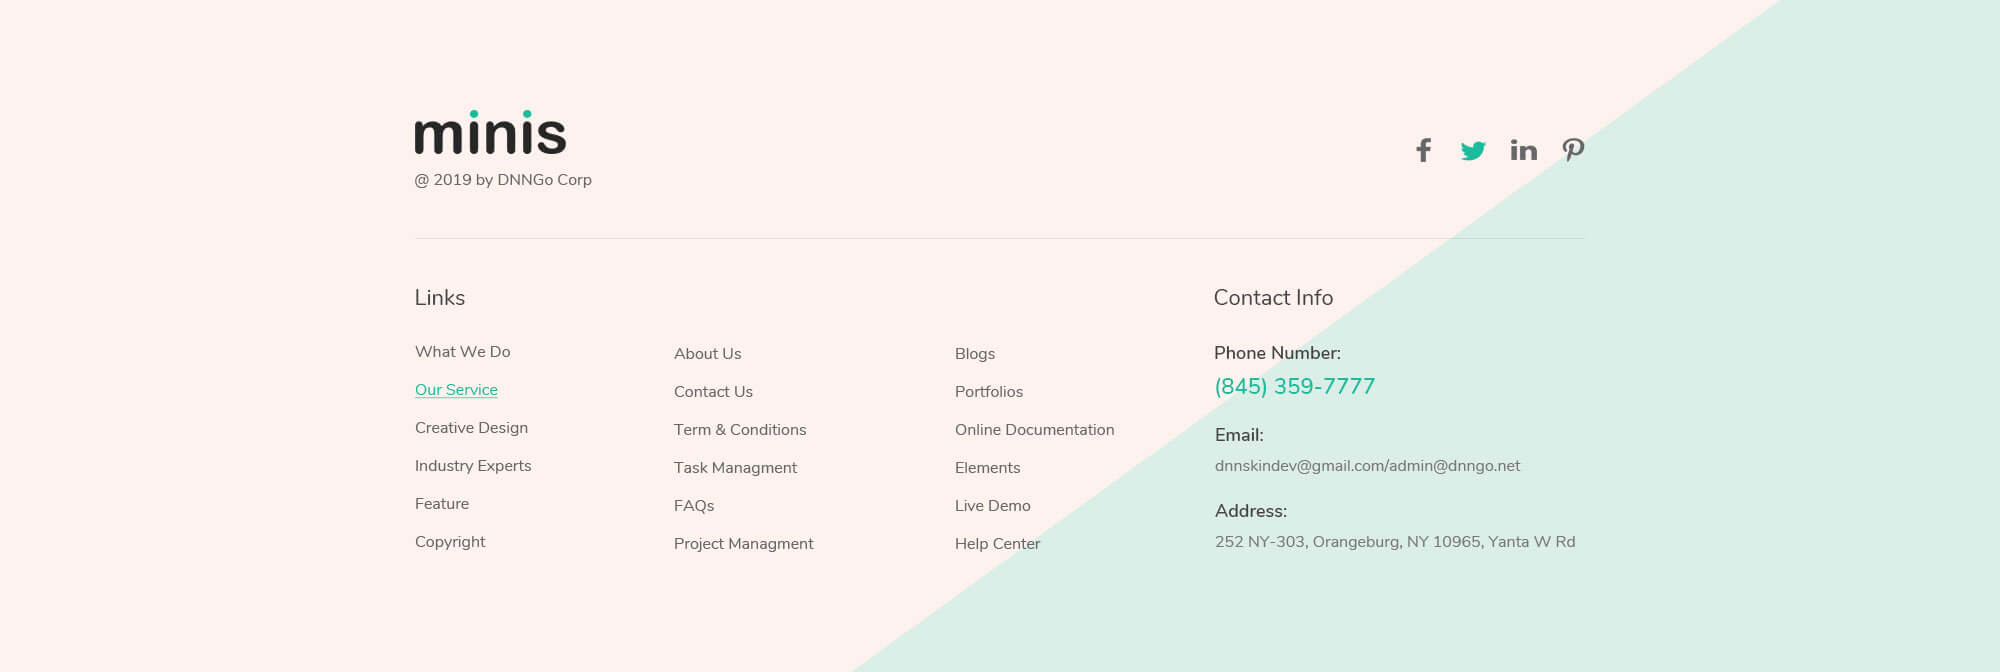 minis
@ 2019 by DNNGo Corp
Links
What We Do
Our Service
Creative Design
Industry Experts
Feature
Copyright
About Us
Contact Us
Term & Conditions
Task Managment
FAQs
Project Managment
Blogs
Portfolios
Online Documentation
Elements
Live Demo
Help Center
Contact Info
Phone Number:
(845) 359-7777
Email:
dnnskindev@gmail.com/admin@dnngo.net
Address:
252 NY-303, Orangeburg, NY 10965, Yanta W Rd